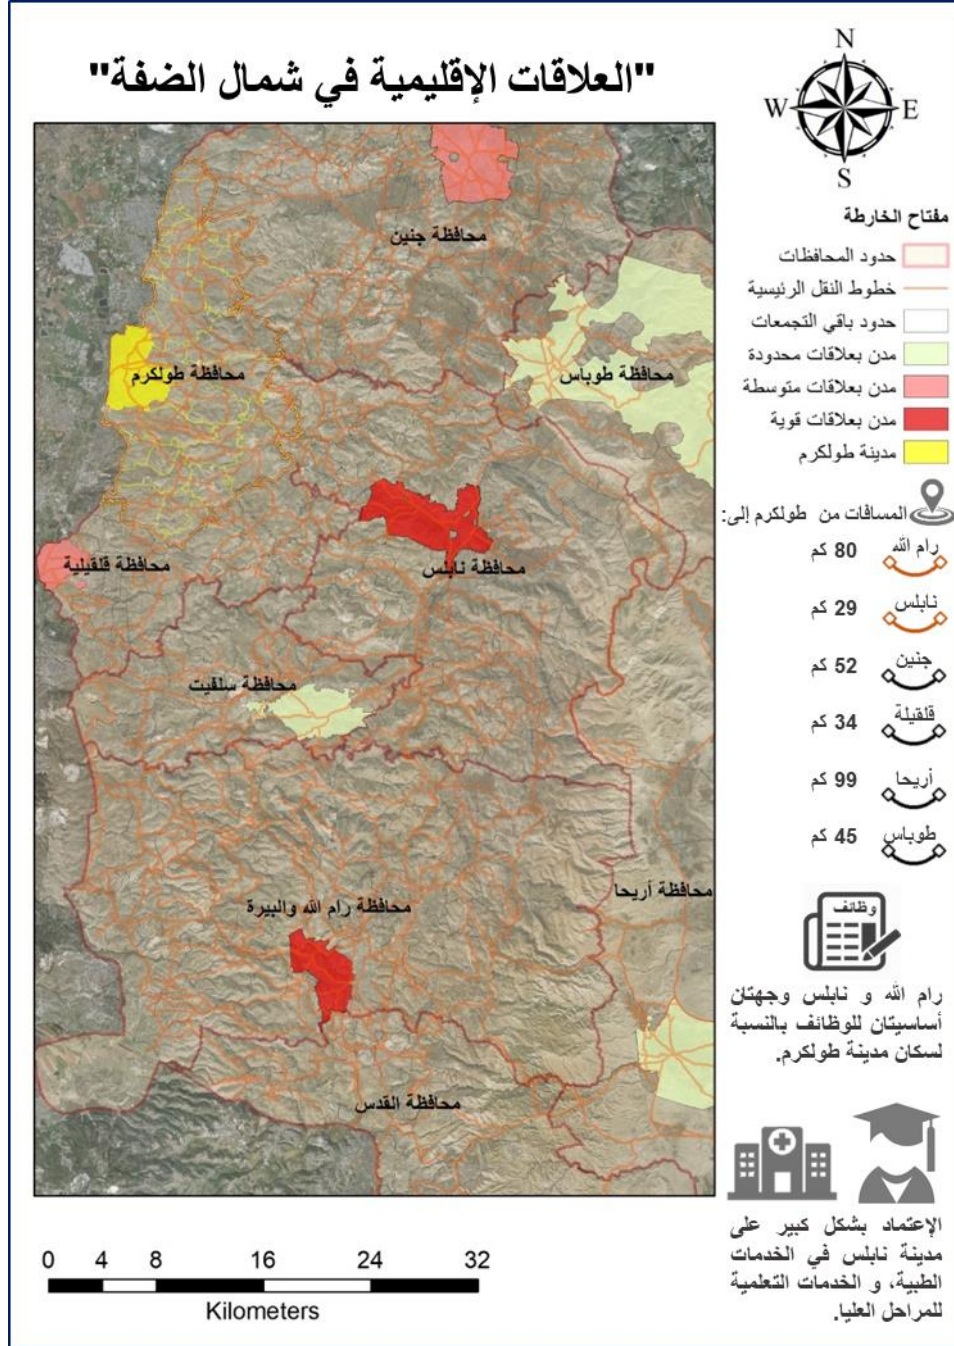 "العلاقات الإقليمية في شمال الضفة"
N
W E
S
مفتاح الخارطة
حدود المحافظات
خطوط النقل الرئيسية
حدود باقي التجمعات
مدن بعلاقات محدودة
مدن بعلاقات متوسطة
مدن بعلاقات قوية
مدينة طولكرم
المسافات من طولكرم إلى:
رام الله 80 كم
نابلس 29 كم
جنين 52 كم
قلقيلة 34 كم
أريحا 99 كم
طوباس 45 كم
وظائف
رام الله و نابلس وجهتان
أساسيتان للوظائف بالنسبة
لسكان مدينة طولكرم.
الإعتماد بشكل كبير على
مدينة نابلس في الخدمات
الطبية، و الخدمات التعلمية
للمراحل العليا.
محافظة جنين
محافظة طولكرم
محافظة طوباس
محافظة قلقيلية
محافظة نابلس
محافظة سلفيت
محافظة أريحا
محافظة رام الله والبيرة
محافظة القدس
0 4 8 16 24 32
Kilometers